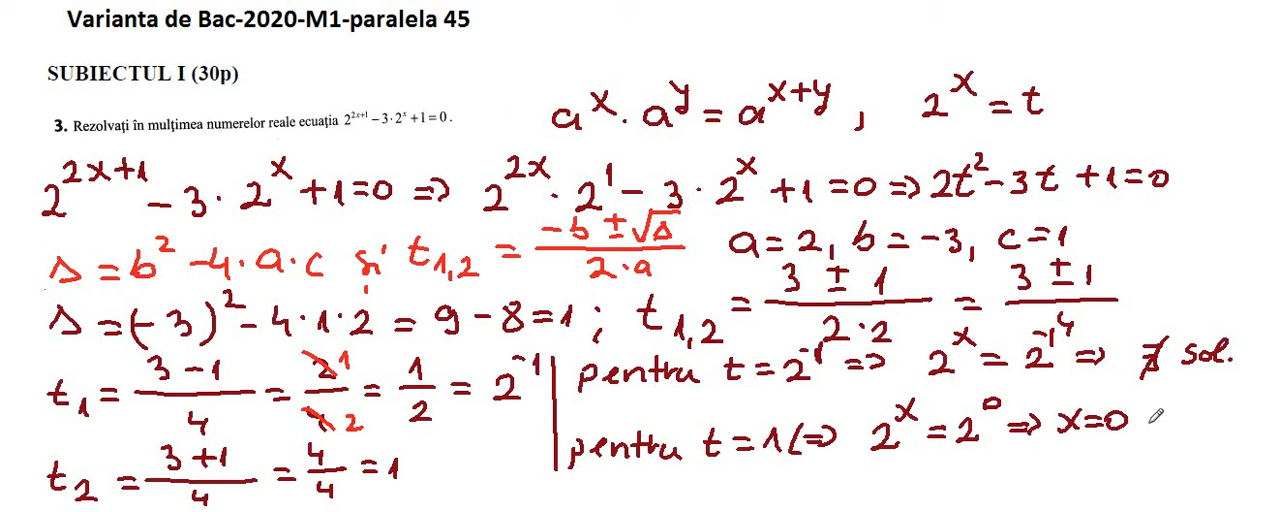 Varianta de Bac-2020-M1-paralela 45
SUBIECTUL I (30p)
a^x · a^y = a^{x+y}, 2^x = t
3. Rezolvați în mulțimea numerelor reale ecuația 2^{2x+1} − 3·2^x + 1 = 0.
2^{2x+1} − 3 · 2^x + 1 = 0 ⇒ 2^{2x} · 2^1 − 3 · 2^x + 1 = 0 ⇒ 2t^2 − 3t + 1 = 0
Δ = b^2 − 4·a·c și t_{1,2} = (−b ± √Δ)/(2·a) a = 2, b = −3, c = 1
Δ = (−3)^2 − 4·1·2 = 9 − 8 = 1; t_{1,2} = (3 ± 1)/(2·2) = (3 ± 1)/4
t_1 = (3 − 1)/4 = 2̸^1/4̸_2 = 1/2 = 2^{−1}
pentru t = 2^{−1} ⇒ 2^x = 2^{−1} ⇒ ∄ sol.
t_2 = (3 + 1)/4 = 4/4 = 1
pentru t = 1 (⇒ 2^x = 2^0 ⇒ x = 0